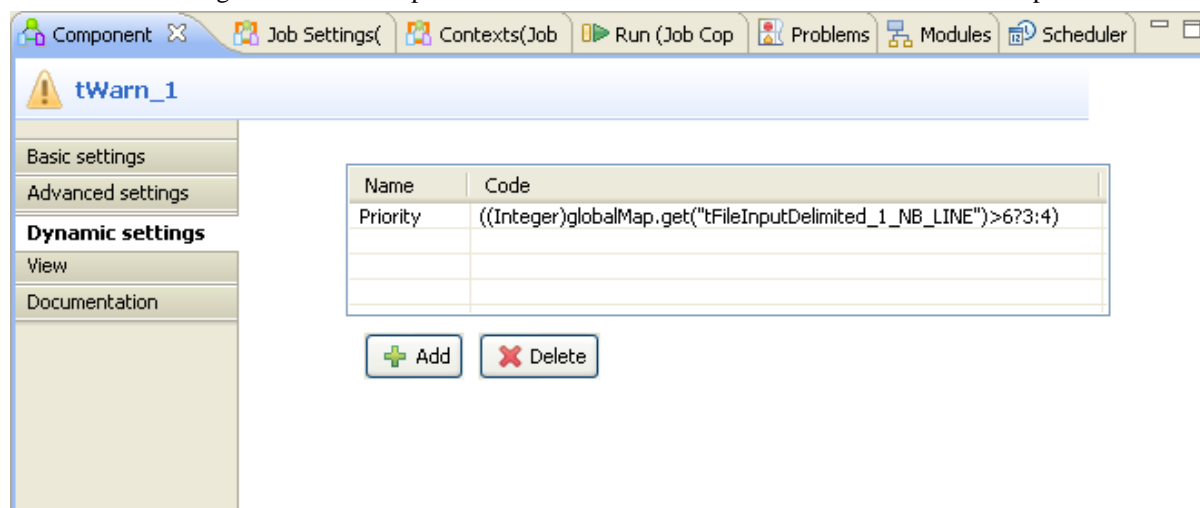 Component Job Settings( Contexts(Job Run (Job Cop Problems Modules Scheduler
tWarn_1
Basic settings
Advanced settings
Dynamic settings
View
Documentation
Name Code
Priority ((Integer)globalMap.get("tFileInputDelimited_1_NB_LINE")>6?3:4)
Add Delete